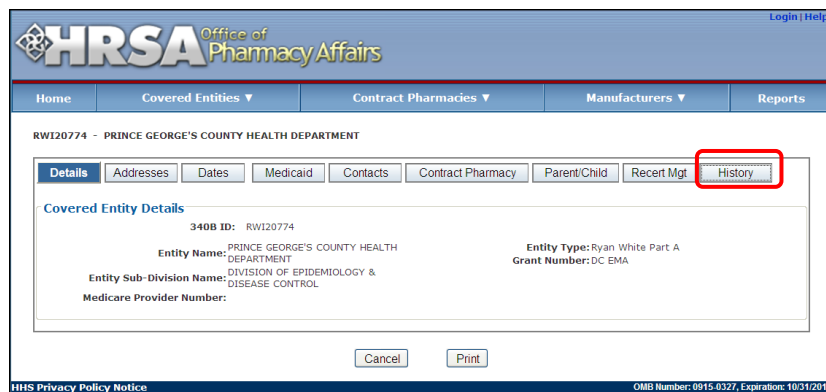 Login | Help
HRSA Office of Pharmacy Affairs
Home Covered Entities ▼ Contract Pharmacies ▼ Manufacturers ▼ Reports
RWI20774 - PRINCE GEORGE'S COUNTY HEALTH DEPARTMENT
Details Addresses Dates Medicaid Contacts Contract Pharmacy Parent/Child Recert Mgt History
Covered Entity Details
340B ID: RWI20774
Entity Name: PRINCE GEORGE'S COUNTY HEALTH DEPARTMENT
Entity Type: Ryan White Part A
Grant Number: DC EMA
Entity Sub-Division Name: DIVISION OF EPIDEMIOLOGY & DISEASE CONTROL
Medicare Provider Number:
Cancel Print
HHS Privacy Policy Notice OMB Number: 0915-0327, Expiration: 10/31/201